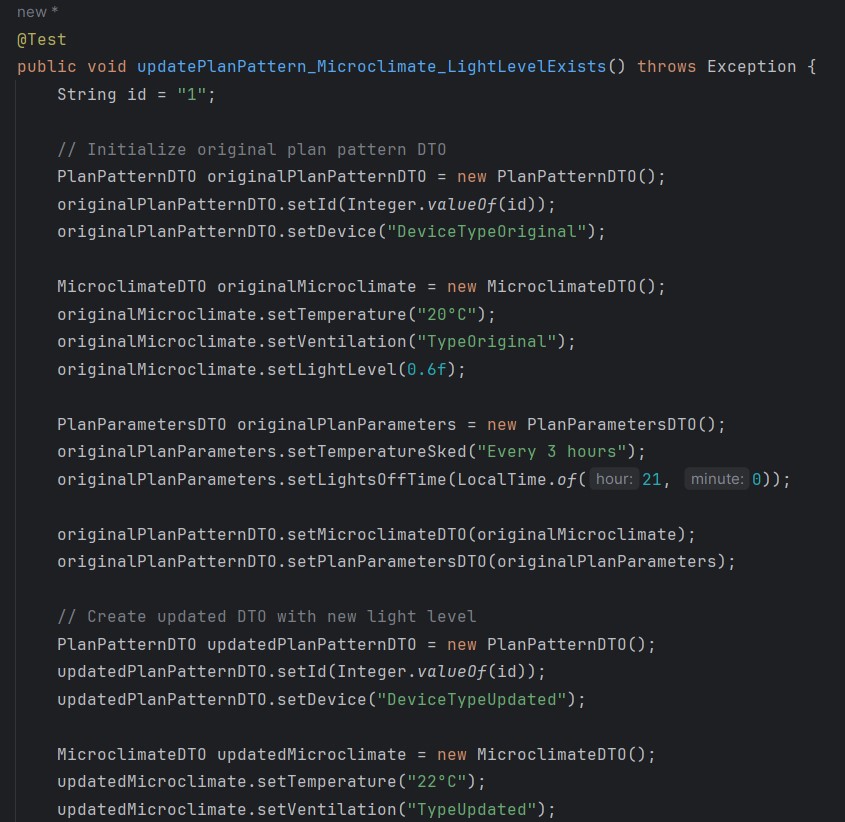 new *
@Test
public void updatePlanPattern_Microclimate_LightLevelExists() throws Exception {
String id = "1";
// Initialize original plan pattern DTO
PlanPatternDTO originalPlanPatternDTO = new PlanPatternDTO();
originalPlanPatternDTO.setId(Integer.valueOf(id));
originalPlanPatternDTO.setDevice("DeviceTypeOriginal");
MicroclimateDTO originalMicroclimate = new MicroclimateDTO();
originalMicroclimate.setTemperature("20°C");
originalMicroclimate.setVentilation("TypeOriginal");
originalMicroclimate.setLightLevel(0.6f);
PlanParametersDTO originalPlanParameters = new PlanParametersDTO();
originalPlanParameters.setTemperatureSked("Every 3 hours");
originalPlanParameters.setLightsOffTime(LocalTime.of( hour: 21, minute: 0));
originalPlanPatternDTO.setMicroclimateDTO(originalMicroclimate);
originalPlanPatternDTO.setPlanParametersDTO(originalPlanParameters);
// Create updated DTO with new light level
PlanPatternDTO updatedPlanPatternDTO = new PlanPatternDTO();
updatedPlanPatternDTO.setId(Integer.valueOf(id));
updatedPlanPatternDTO.setDevice("DeviceTypeUpdated");
MicroclimateDTO updatedMicroclimate = new MicroclimateDTO();
updatedMicroclimate.setTemperature("22°C");
updatedMicroclimate.setVentilation("TypeUpdated");